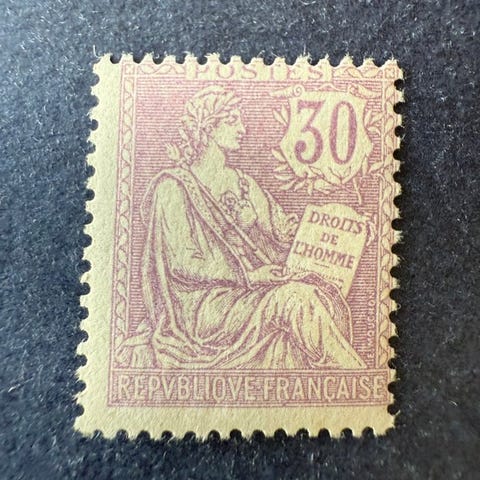 POSTES
30
DROITS
DE
L'HOMME
REPVBLIQVE FRANÇAISE